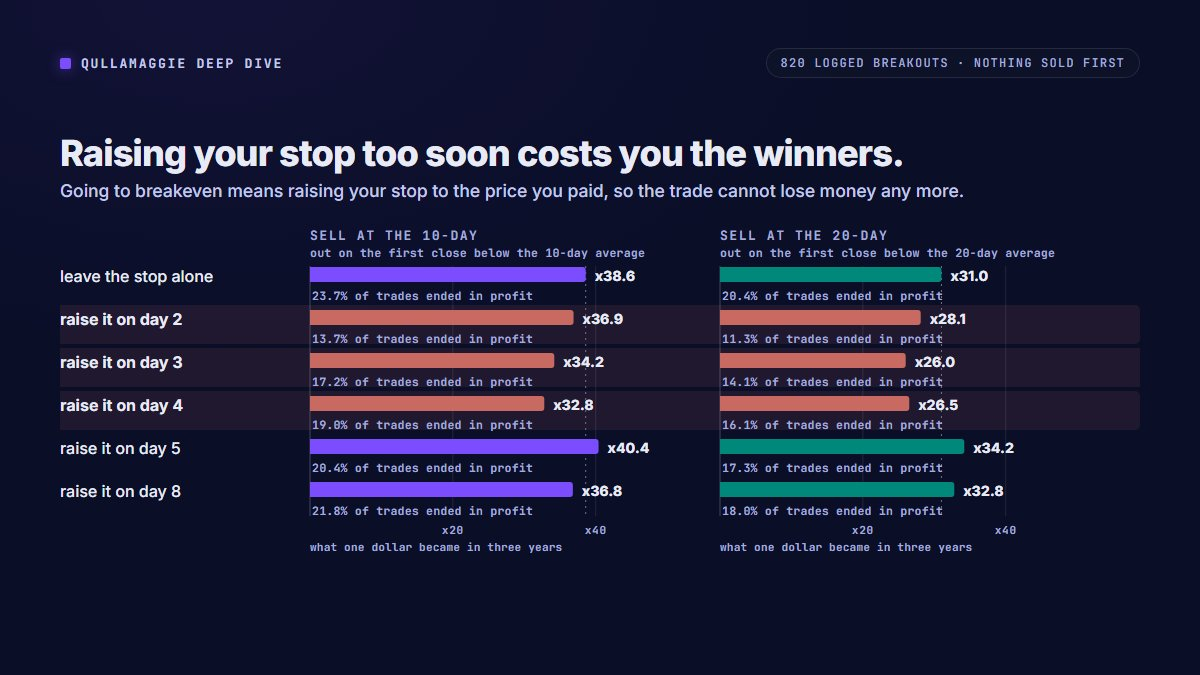 QULLAMAGGIE DEEP DIVE
820 LOGGED BREAKOUTS · NOTHING SOLD FIRST
Raising your stop too soon costs you the winners.
Going to breakeven means raising your stop to the price you paid, so the trade cannot lose money any more.
SELL AT THE 10-DAY
out on the first close below the 10-day average
SELL AT THE 20-DAY
out on the first close below the 20-day average
leave the stop alone
x38.6
x31.0
23.7% of trades ended in profit
20.4% of trades ended in profit
raise it on day 2
x36.9
x28.1
13.7% of trades ended in profit
11.3% of trades ended in profit
raise it on day 3
x34.2
x26.0
17.2% of trades ended in profit
14.1% of trades ended in profit
raise it on day 4
x32.8
x26.5
19.0% of trades ended in profit
16.1% of trades ended in profit
raise it on day 5
x40.4
x34.2
20.4% of trades ended in profit
17.3% of trades ended in profit
raise it on day 8
x36.8
x32.8
21.8% of trades ended in profit
18.0% of trades ended in profit
x20
x40
x20
x40
what one dollar became in three years
what one dollar became in three years